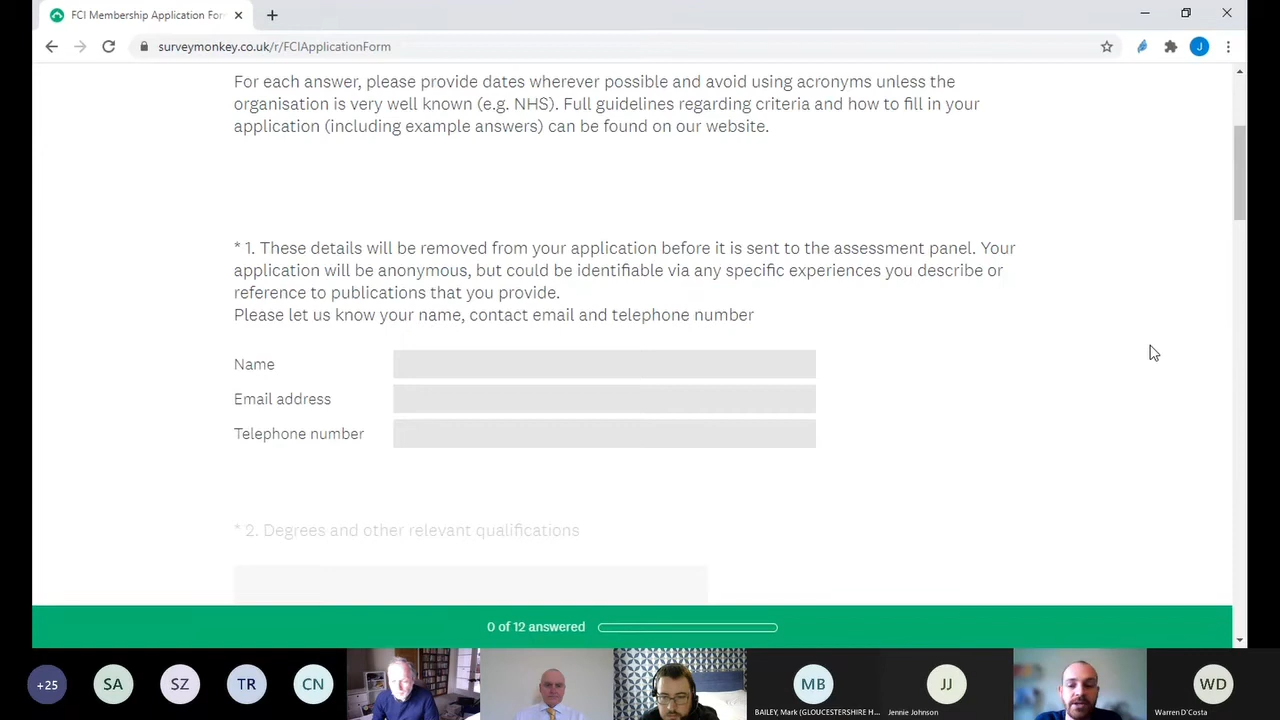 FCI Membership Application For
surveymonkey.co.uk/r/FCIApplicationForm
J
For each answer, please provide dates wherever possible and avoid using acronyms unless the
organisation is very well known (e.g. NHS). Full guidelines regarding criteria and how to fill in your
application (including example answers) can be found on our website.
* 1. These details will be removed from your application before it is sent to the assessment panel. Your
application will be anonymous, but could be identifiable via any specific experiences you describe or
reference to publications that you provide.
Please let us know your name, contact email and telephone number
Name
Email address
Telephone number
* 2. Degrees and other relevant qualifications
0 of 12 answered
+25
SA
SZ
TR
CN
MB
JJ
WD
BAILEY, Mark (GLOUCESTERSHIRE H...
Jennie Johnson
Warren D'Costa